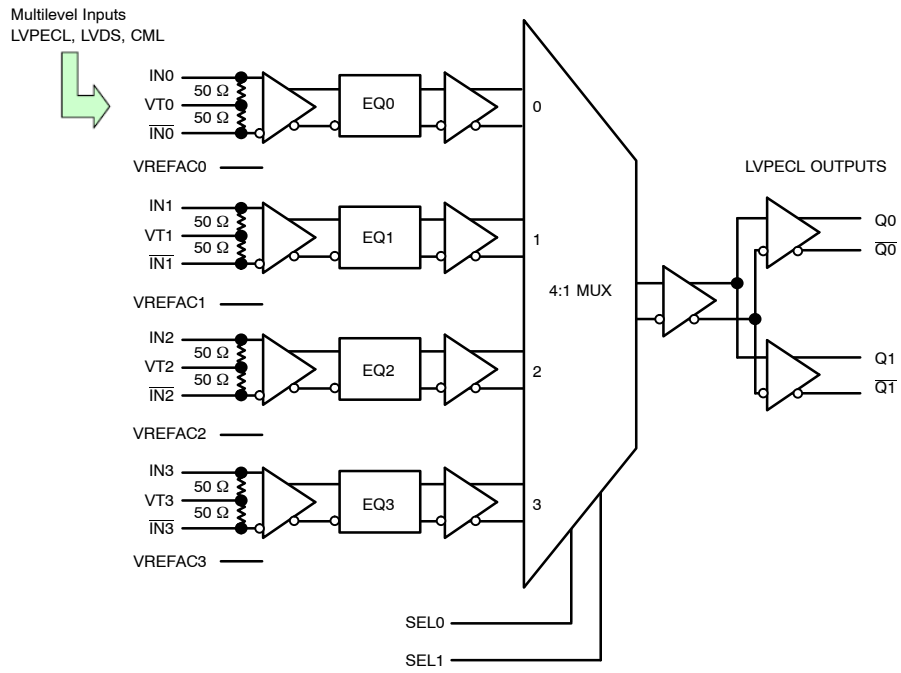 Multilevel Inputs
LVPECL, LVDS, CML
IN0
50 Ω
VT0
50 Ω
IN0
EQ0
0
VREFAC0
LVPECL OUTPUTS
IN1
50 Ω
VT1
50 Ω
IN1
EQ1
1
Q0
Q0
VREFAC1
4:1 MUX
IN2
50 Ω
VT2
50 Ω
IN2
EQ2
2
Q1
Q1
VREFAC2
IN3
50 Ω
VT3
50 Ω
IN3
EQ3
3
VREFAC3
SEL0
SEL1